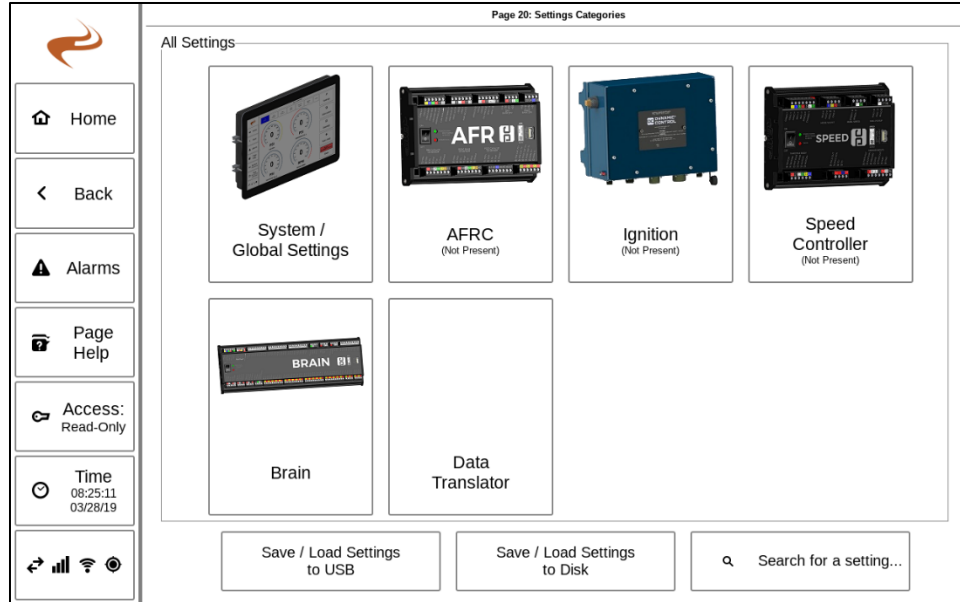 Page 20: Settings Categories
All Settings
Home
Back
Alarms
Page
Help
Access:
Read-Only
Time
08:25:11
03/28/19
System /
Global Settings
AFR
AFRC
(Not Present)
DYNAMIC
CONTROL
Ignition
(Not Present)
SPEED
Speed
Controller
(Not Present)
BRAIN
Brain
Data
Translator
Save / Load Settings
to USB
Save / Load Settings
to Disk
Search for a setting...